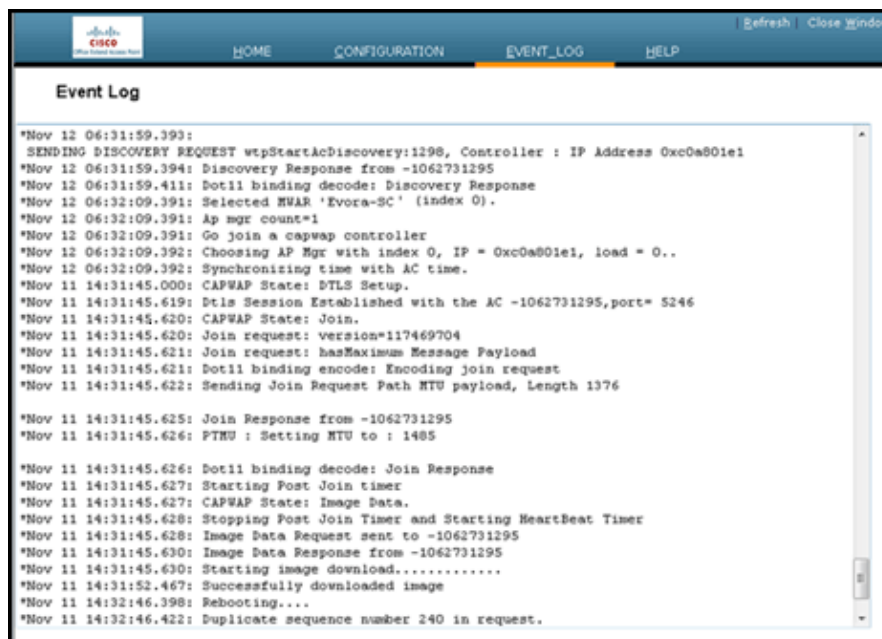 Refresh | Close Windo
CISCO
Office Extend Access Point
HOME CONFIGURATION EVENT_LOG HELP
Event Log
*Nov 12 06:31:59.393:
SENDING DISCOVERY REQUEST wtpStartAcDiscovery:1298, Controller : IP Address 0xc0a801e1
*Nov 12 06:31:59.394: Discovery Response from -1062731295
*Nov 12 06:31:59.411: Dot11 binding decode: Discovery Response
*Nov 12 06:32:09.391: Selected MWAR 'Evora-SC' (index 0).
*Nov 12 06:32:09.391: Ap mgr count=1
*Nov 12 06:32:09.391: Go join a capwap controller
*Nov 12 06:32:09.392: Choosing AP Mgr with index 0, IP = 0xc0a801e1, load = 0..
*Nov 12 06:32:09.392: Synchronizing time with AC time.
*Nov 11 14:31:45.000: CAPWAP State: DTLS Setup.
*Nov 11 14:31:45.619: Dtls Session Established with the AC -1062731295,port= 5246
*Nov 11 14:31:45.620: CAPWAP State: Join.
*Nov 11 14:31:45.620: Join request: version=117469704
*Nov 11 14:31:45.621: Join request: hasMaximum Message Payload
*Nov 11 14:31:45.621: Dot11 binding encode: Encoding join request
*Nov 11 14:31:45.622: Sending Join Request Path MTU payload, Length 1376
*Nov 11 14:31:45.625: Join Response from -1062731295
*Nov 11 14:31:45.626: PTMU : Setting MTU to : 1485
*Nov 11 14:31:45.626: Dot11 binding decode: Join Response
*Nov 11 14:31:45.627: Starting Post Join timer
*Nov 11 14:31:45.627: CAPWAP State: Image Data.
*Nov 11 14:31:45.628: Stopping Post Join Timer and Starting HeartBeat Timer
*Nov 11 14:31:45.628: Image Data Request sent to -1062731295
*Nov 11 14:31:45.630: Image Data Response from -1062731295
*Nov 11 14:31:45.630: Starting image download.............
*Nov 11 14:31:52.467: Successfully downloaded image
*Nov 11 14:32:46.398: Rebooting....
*Nov 11 14:32:46.422: Duplicate sequence number 240 in request.